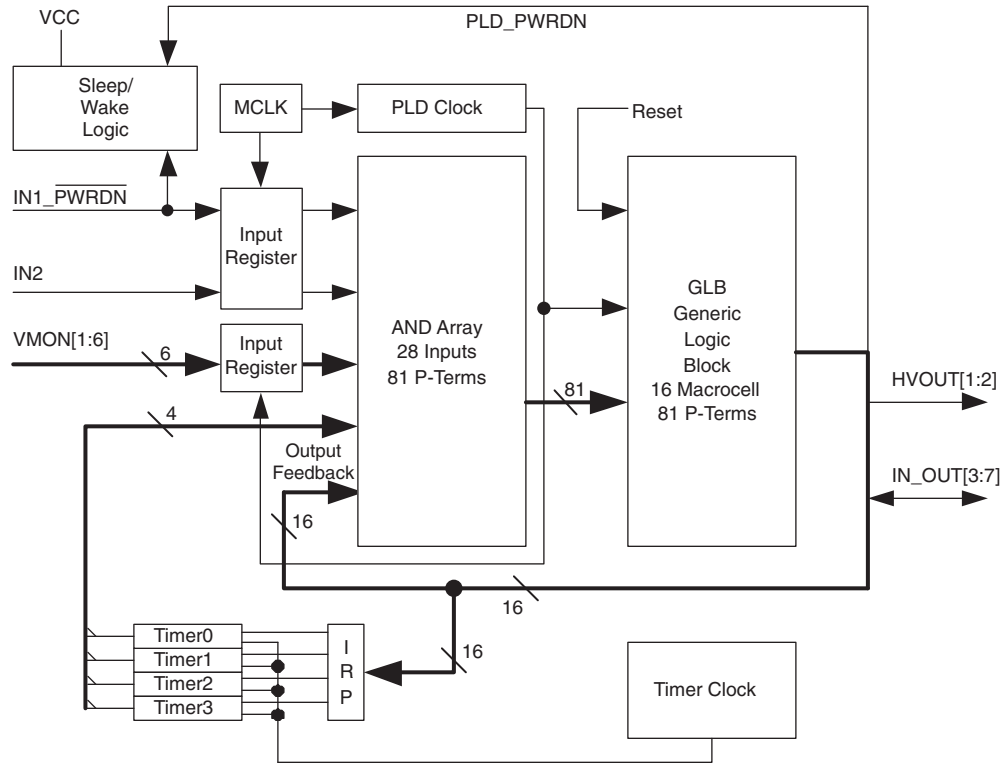 VCC
PLD_PWRDN
Sleep/
Wake
Logic
MCLK
PLD Clock
Reset
IN1_PWRDN
Input
Register
IN2
VMON[1:6]
6
Input
Register
AND Array
28 Inputs
81 P-Terms
81
GLB
Generic
Logic
Block
16 Macrocell
81 P-Terms
HVOUT[1:2]
4
Output
Feedback
16
IN_OUT[3:7]
16
16
Timer0
Timer1
Timer2
Timer3
I
R
P
Timer Clock